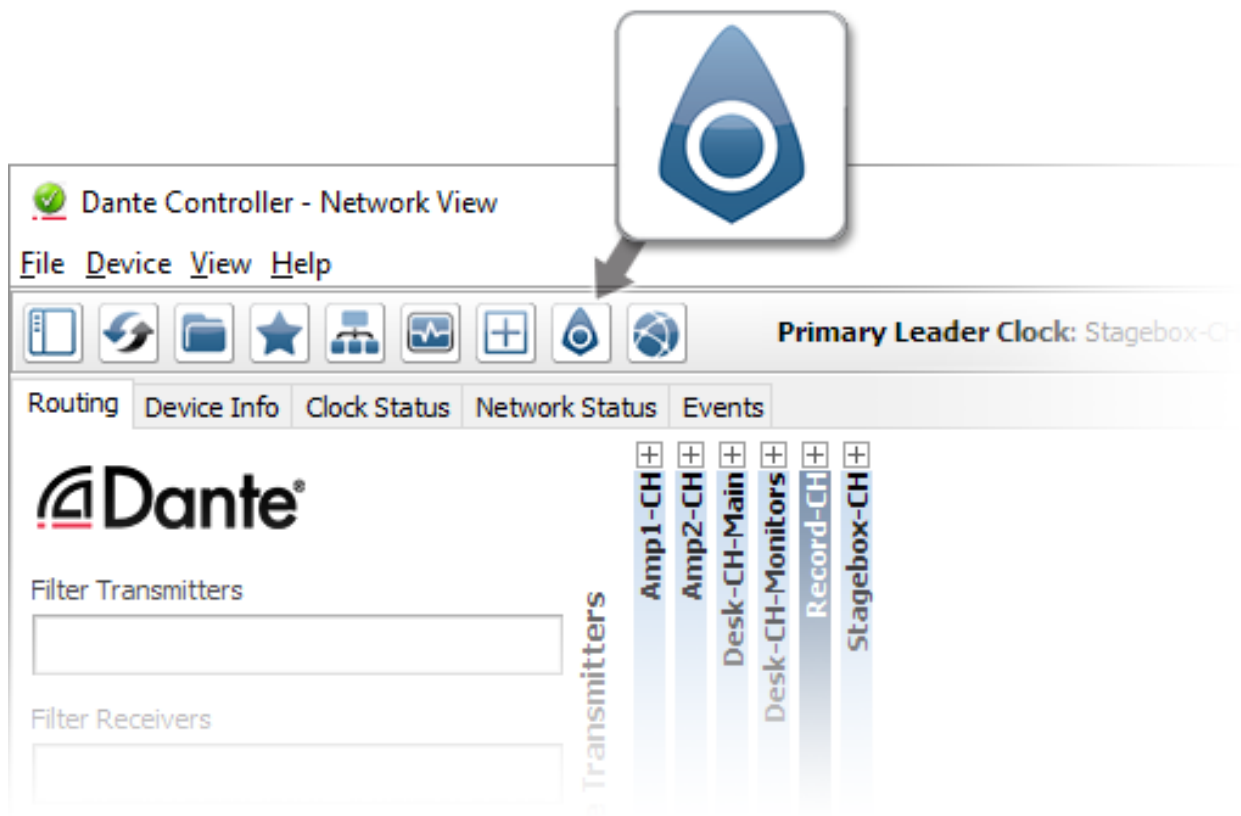 Dante Controller - Network View
File Device View Help
Primary Leader Clock: Stagebox-CH
Routing Device Info Clock Status Network Status Events
Dante®
Filter Transmitters
Filter Receivers
Transmitters
Amp1-CH
Amp2-CH
Desk-CH-Main
Desk-CH-Monitors
Record-CH
Stagebox-CH